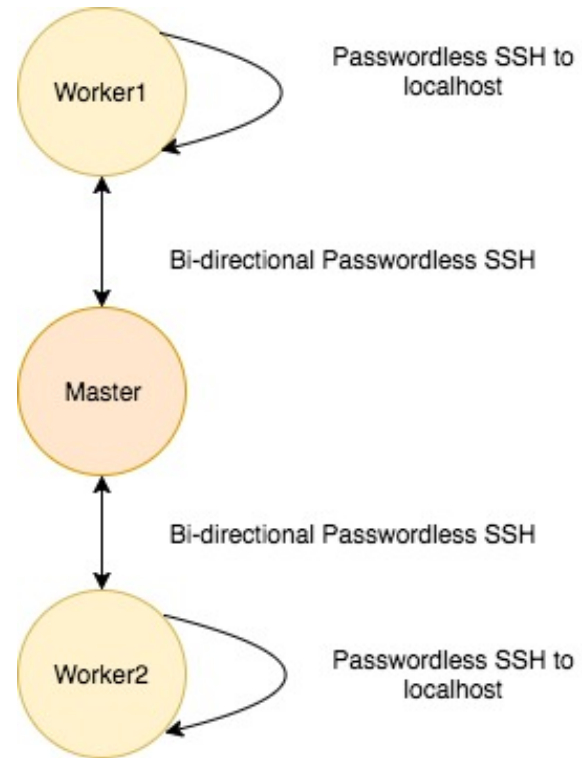 Worker1
Passwordless SSH to
localhost
Bi-directional Passwordless SSH
Master
Bi-directional Passwordless SSH
Worker2
Passwordless SSH to
localhost